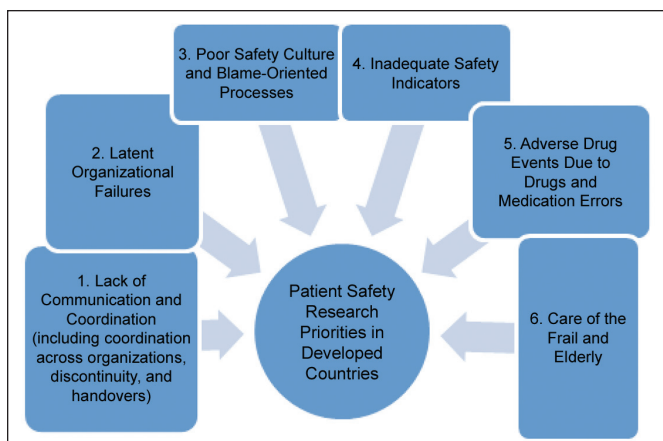 1. Lack of
Communication and
Coordination
(including coordination
across organizations,
discontinuity, and
handovers)
2. Latent
Organizational
Failures
3. Poor Safety Culture
and Blame-Oriented
Processes
4. Inadequate Safety
Indicators
5. Adverse Drug
Events Due to
Drugs and
Medication Errors
6. Care of the
Frail and
Elderly
Patient Safety
Research
Priorities in
Developed
Countries